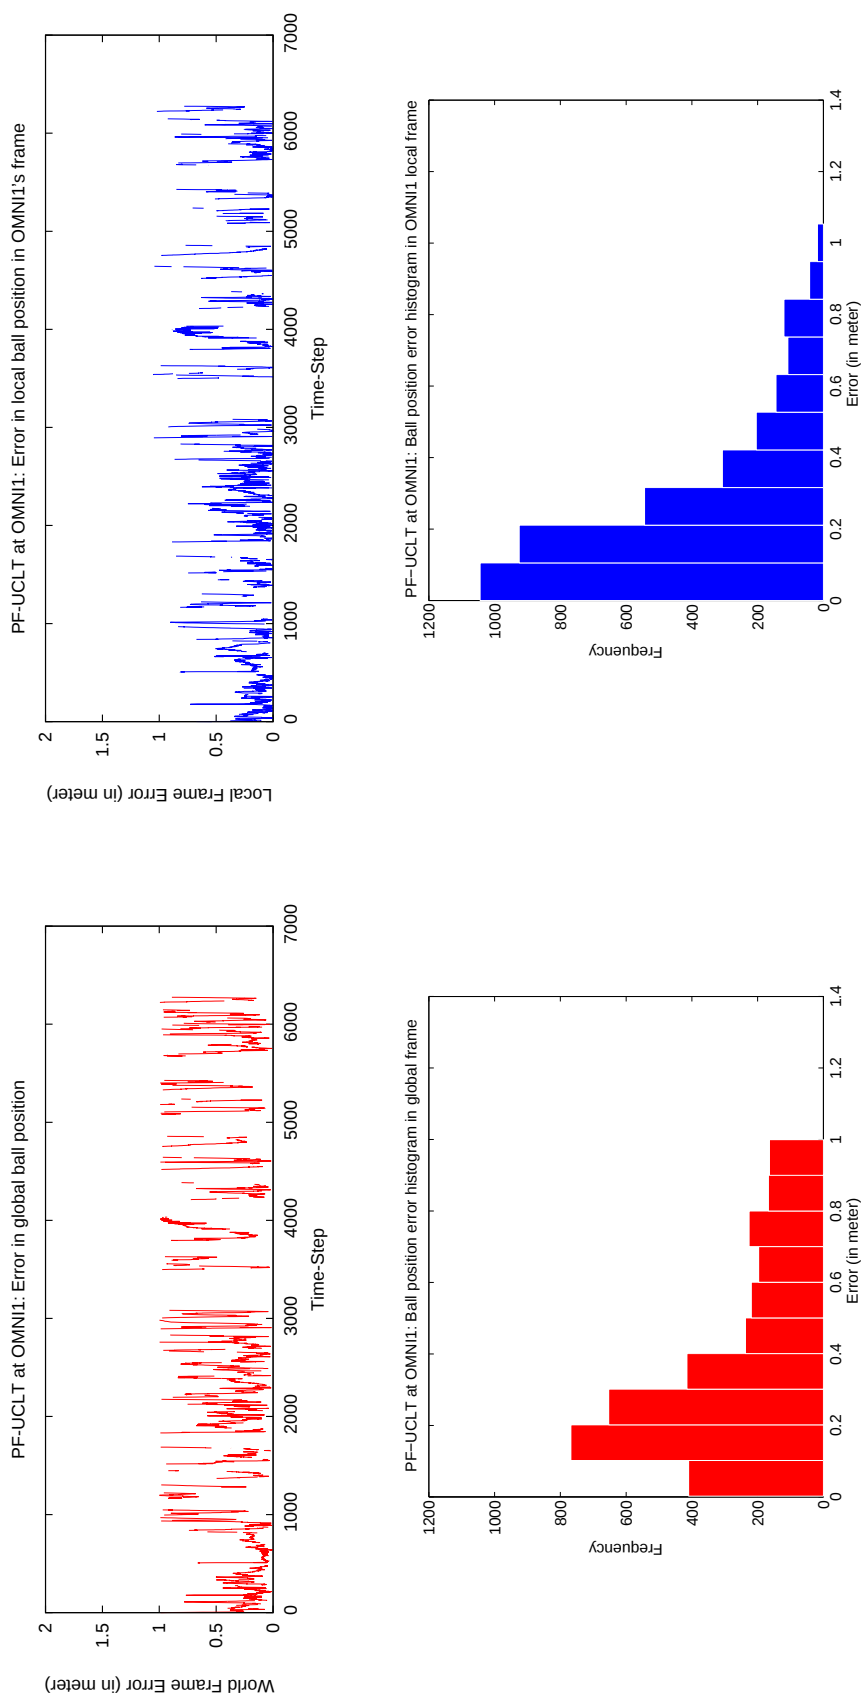 PF-UCLT at OMNI1: Error in global ball position
World Frame Error (in meter)
2
1.5
1
0.5
0
0 1000 2000 3000 4000 5000 6000 7000
Time-Step
PF-UCLT at OMNI1: Error in local ball position in OMNI1's frame
Local Frame Error (in meter)
2
1.5
1
0.5
0
0 1000 2000 3000 4000 5000 6000 7000
Time-Step
PF−UCLT at OMNI1: Ball position error histogram in global frame
Frequency
1200
1000
800
600
400
200
0
0 0.2 0.4 0.6 0.8 1 1.2 1.4
Error (in meter)
PF−UCLT at OMNI1: Ball position error histogram in OMNI1 local frame
Frequency
1200
1000
800
600
400
200
0
0 0.2 0.4 0.6 0.8 1 1.2 1.4
Error (in meter)